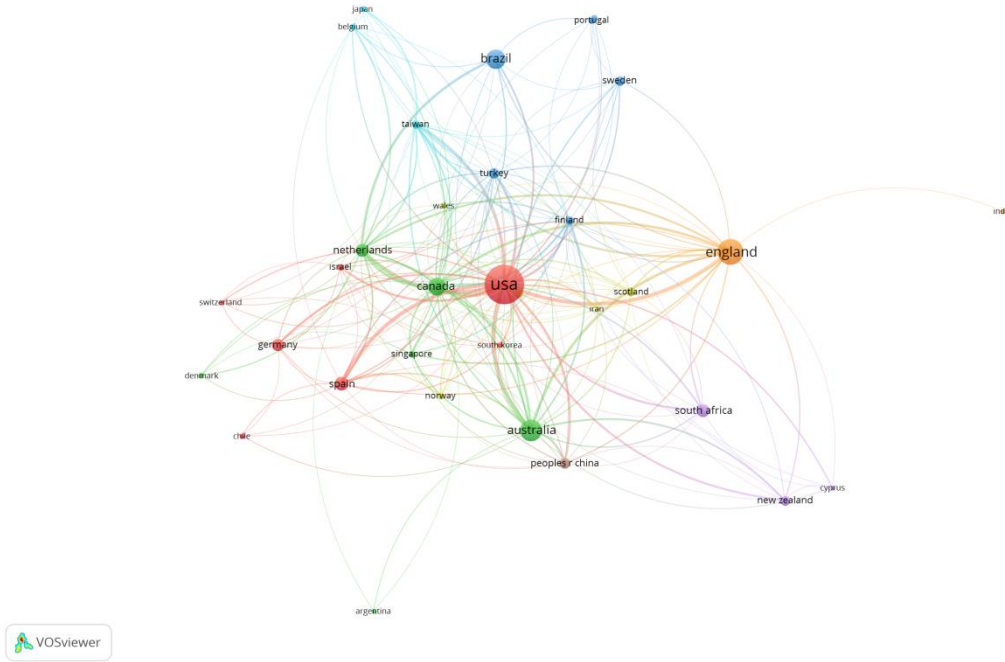 japan
portugal
belgium
brazil
sweden
taiwan
turkey
wales
ind
finland
netherlands
england
israel
usa
canada
scotland
switzerland
iran
germany
south korea
singapore
denmark
spain
norway
south africa
australia
chile
peoples r china
cyprus
new zealand
argentina
VOSviewer